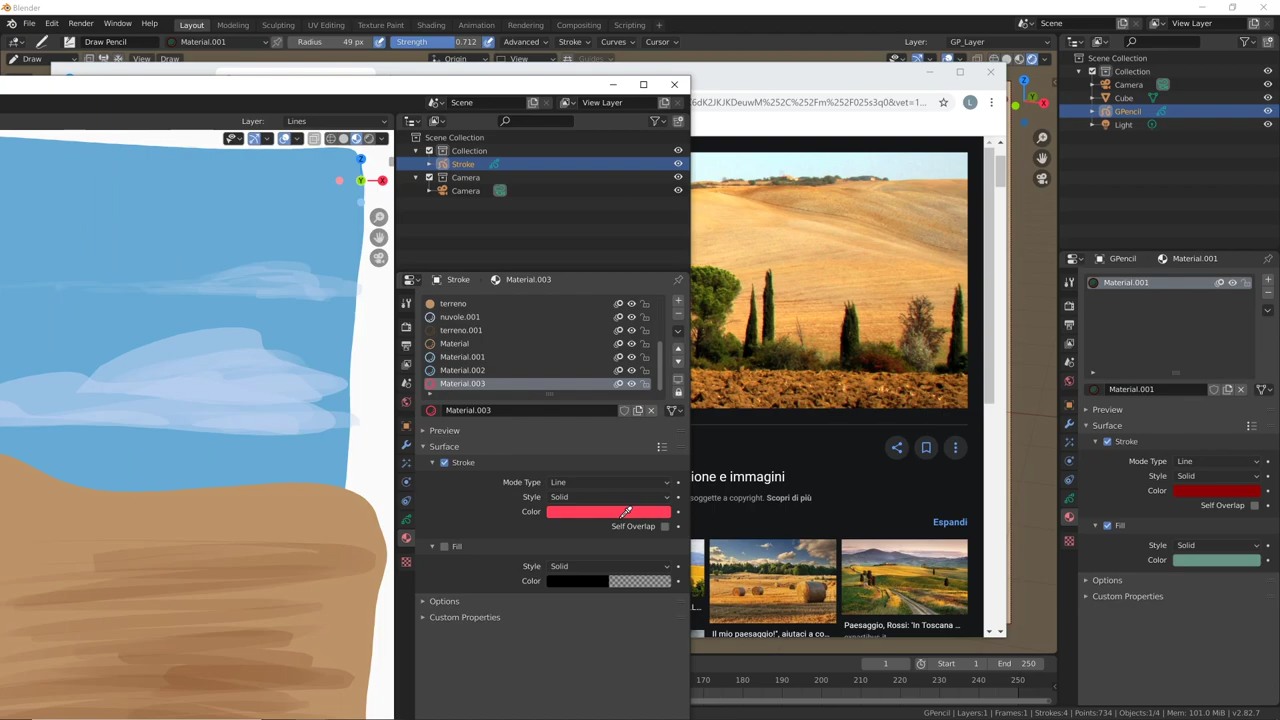 Blender
File Edit Render Window Help Layout Modeling Sculpting UV Editing Texture Paint Shading Animation Rendering Compositing Scripting + Scene View Layer
Draw Pencil Material.001 Radius 49 px Strength 0.712 Advanced Stroke Curves Cursor Layer: GP_Layer
Draw View Draw Origin View Guides
Scene Collection
Collection
Camera
Cube
GPencil
Light
6dK2JKJKDeuwM%252C%252Fm%252F025s3q0&vet=1... L
Scene View Layer
Layer: Lines
Scene Collection
Collection
Stroke
Camera
Camera
Z
Y X
Stroke Material.003
terreno
nuvole.001
terreno.001
Material
Material.001
Material.002
Material.003
Material.003
Preview
Surface
Stroke
Mode Type Line
Style Solid
Color
Self Overlap
Fill
Style Solid
Color
Options
Custom Properties
ione e immagini
soggette a copyright. Scopri di più
Espandi
L...
Il mio paesaggio!", aiutaci a co...
Paesaggio, Rossi: "In Toscana ...
Z
X
GPencil Material.001
Material.001
Material.001
Preview
Surface
Stroke
Mode Type Line
Style Solid
Color
Self Overlap
Fill
Style Solid
Color
Options
Custom Properties
1 Start 1 End 250
170 180 190 200 210 220 230 240 250
GPencil | Layers:1 | Frames:1 | Strokes:4 | Points:734 | Objects:1/4 | Mem: 101.0 MiB | v2.82.7